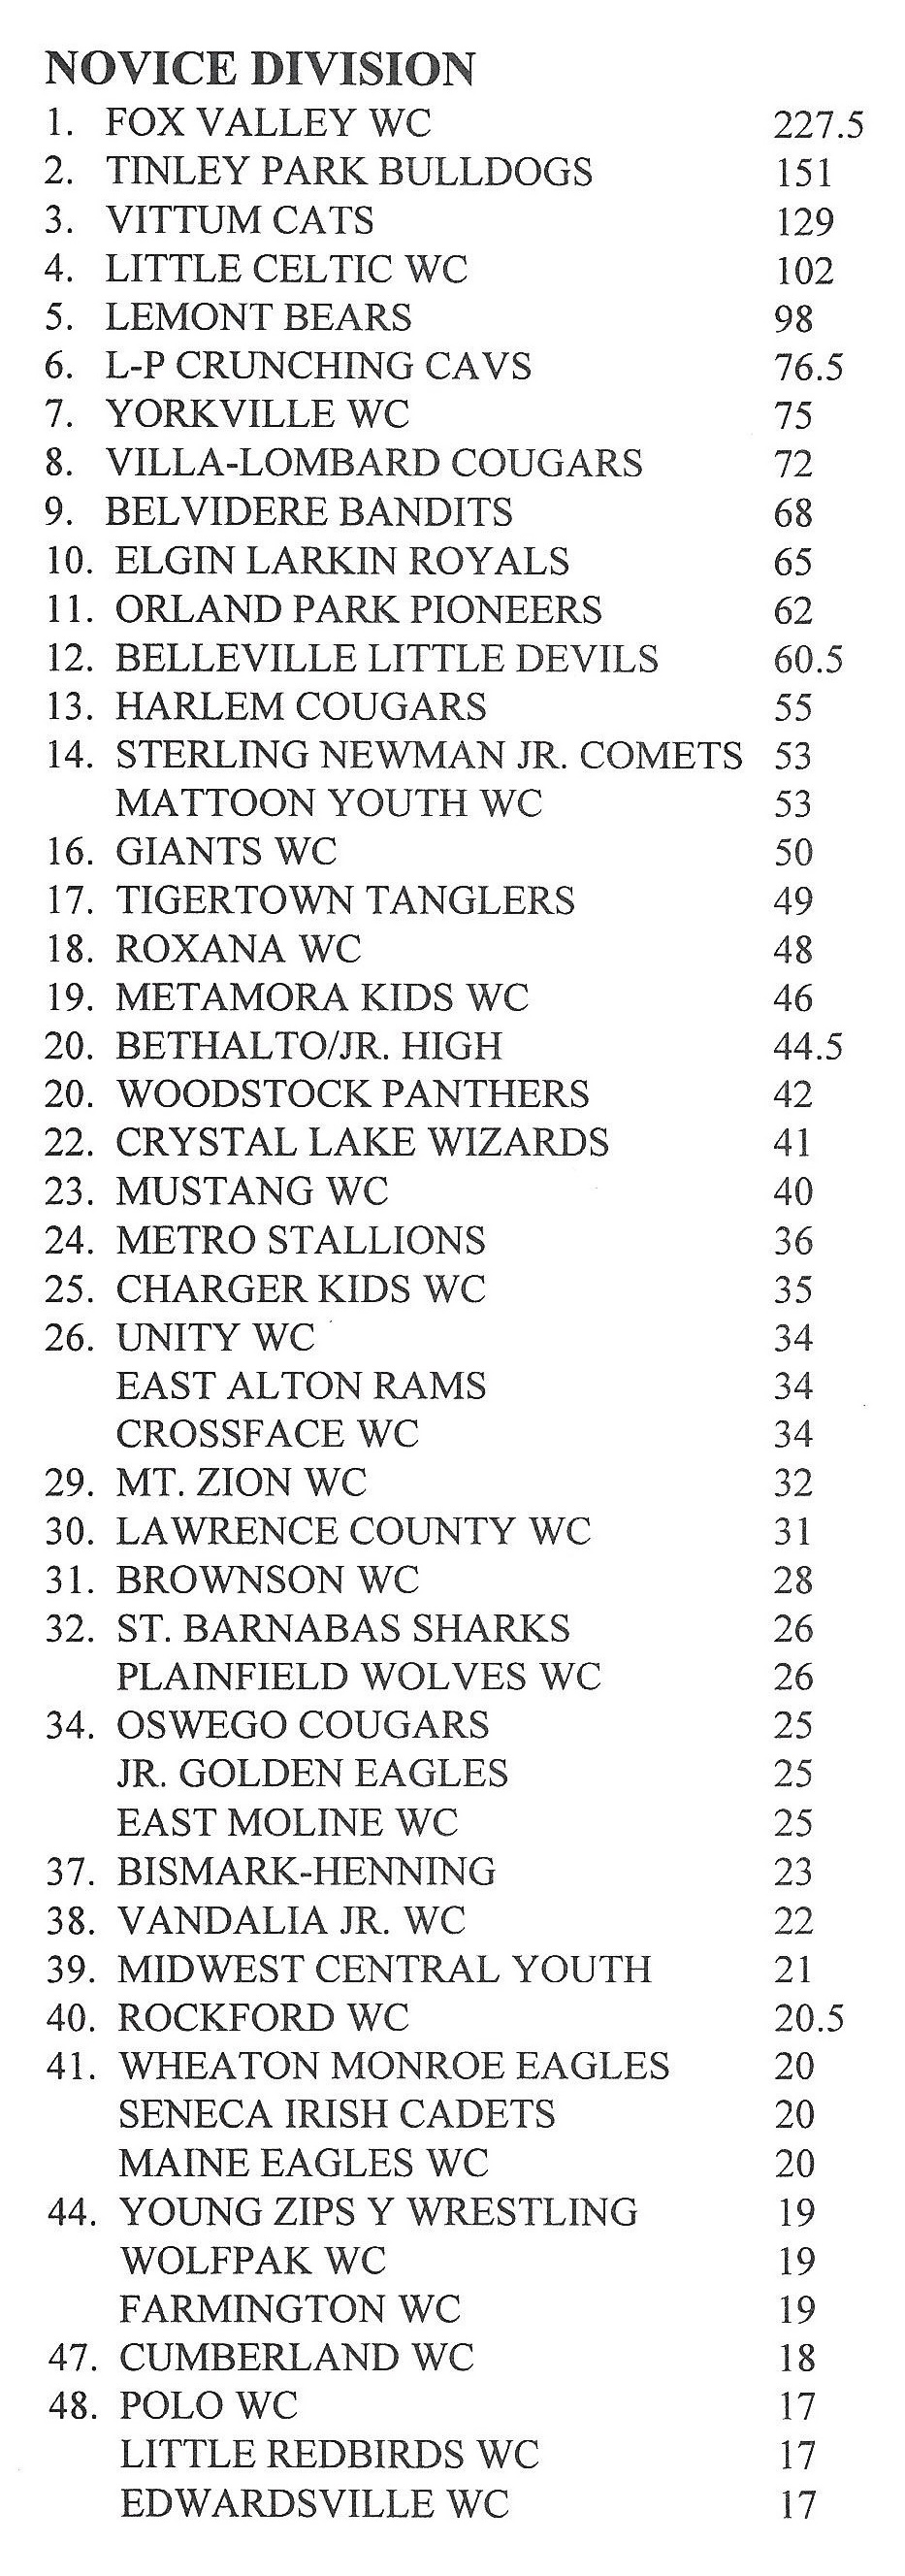 NOVICE DIVISION
1. FOX VALLEY WC 227.5
2. TINLEY PARK BULLDOGS 151
3. VITTUM CATS 129
4. LITTLE CELTIC WC 102
5. LEMONT BEARS 98
6. L-P CRUNCHING CAVS 76.5
7. YORKVILLE WC 75
8. VILLA-LOMBARD COUGARS 72
9. BELVIDERE BANDITS 68
10. ELGIN LARKIN ROYALS 65
11. ORLAND PARK PIONEERS 62
12. BELLEVILLE LITTLE DEVILS 60.5
13. HARLEM COUGARS 55
14. STERLING NEWMAN JR. COMETS 53
MATTOON YOUTH WC 53
16. GIANTS WC 50
17. TIGERTOWN TANGLERS 49
18. ROXANA WC 48
19. METAMORA KIDS WC 46
20. BETHALTO/JR. HIGH 44.5
20. WOODSTOCK PANTHERS 42
22. CRYSTAL LAKE WIZARDS 41
23. MUSTANG WC 40
24. METRO STALLIONS 36
25. CHARGER KIDS WC 35
26. UNITY WC 34
EAST ALTON RAMS 34
CROSSFACE WC 34
29. MT. ZION WC 32
30. LAWRENCE COUNTY WC 31
31. BROWNSON WC 28
32. ST. BARNABAS SHARKS 26
PLAINFIELD WOLVES WC 26
34. OSWEGO COUGARS 25
JR. GOLDEN EAGLES 25
EAST MOLINE WC 25
37. BISMARK-HENNING 23
38. VANDALIA JR. WC 22
39. MIDWEST CENTRAL YOUTH 21
40. ROCKFORD WC 20.5
41. WHEATON MONROE EAGLES 20
SENECA IRISH CADETS 20
MAINE EAGLES WC 20
44. YOUNG ZIPS Y WRESTLING 19
WOLFPAK WC 19
FARMINGTON WC 19
47. CUMBERLAND WC 18
48. POLO WC 17
LITTLE REDBIRDS WC 17
EDWARDSVILLE WC 17